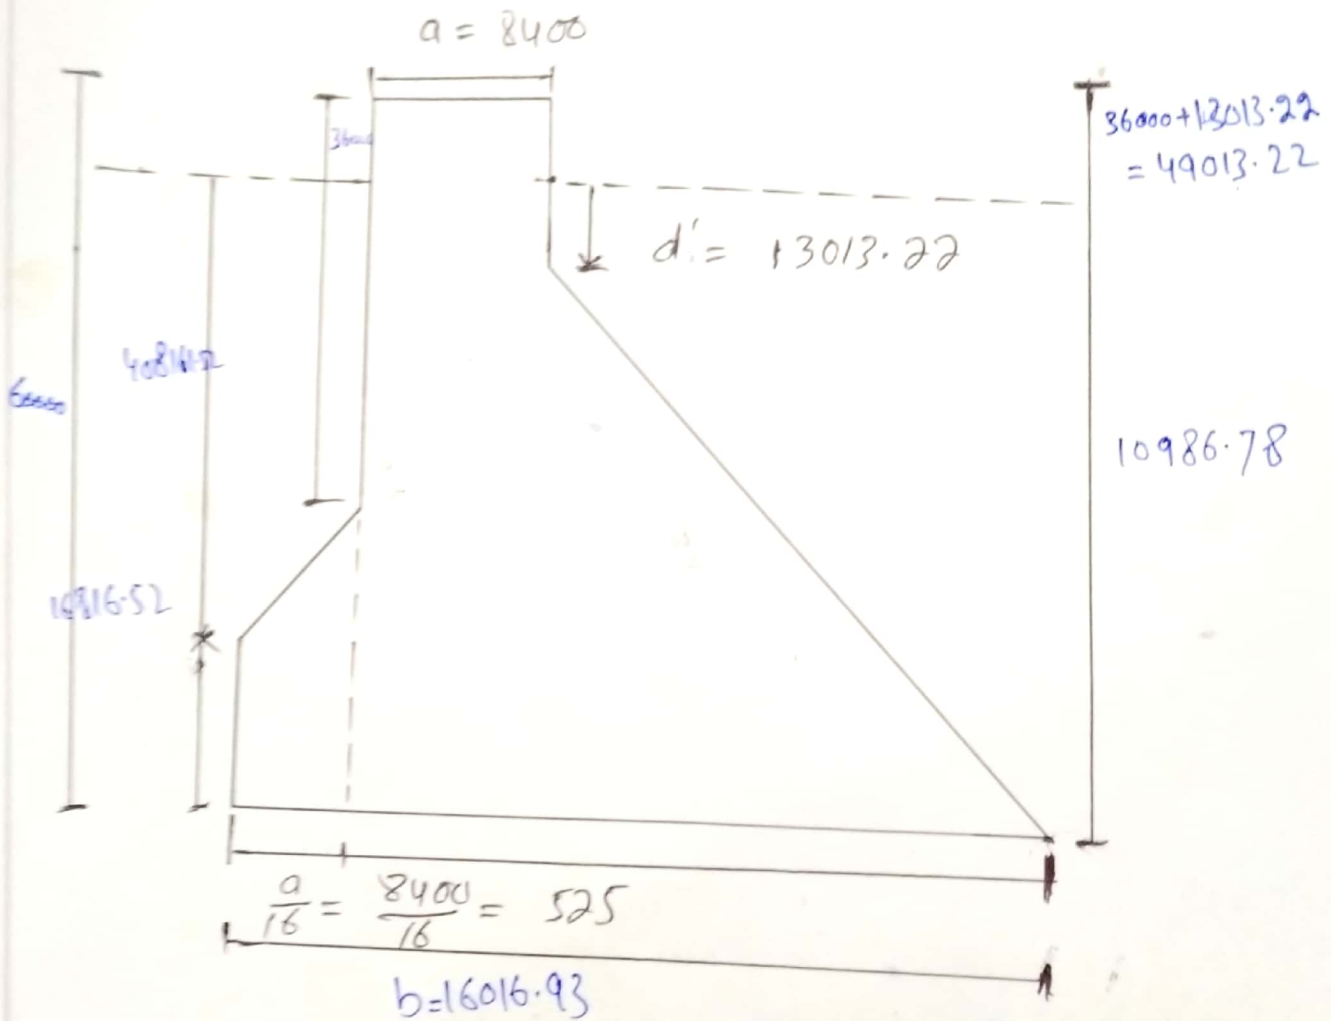 a = 8400
36000+13013.22
= 49013.22
d' = 13013.22
10986.78
a/16 = 8400/16 = 525
b=16016.93